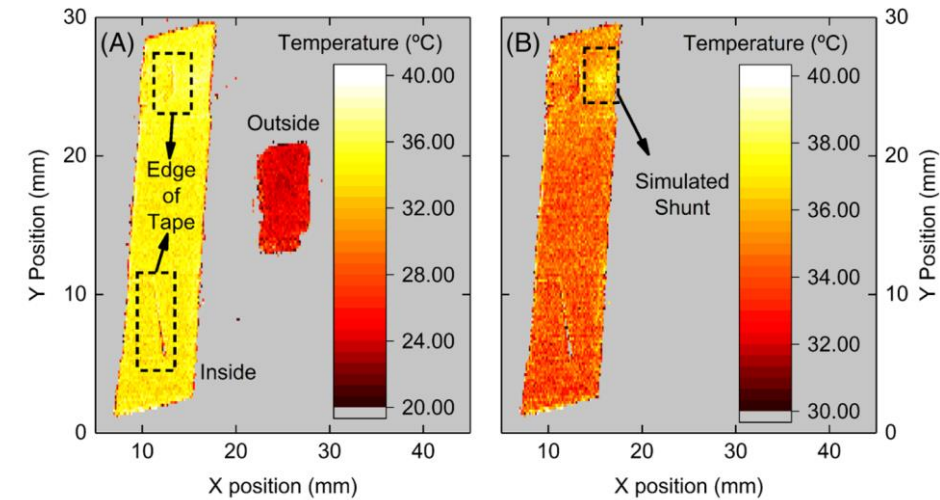 (A)
Temperature (ºC)
40.00
36.00
32.00
28.00
24.00
20.00
Outside
Edge
of
Tape
Inside
30
20
10
0
Y Position (mm)
10
20
30
40
X position (mm)
(B)
Temperature (ºC)
40.00
38.00
36.00
34.00
32.00
30.00
Simulated
Shunt
30
20
10
0
Y Position (mm)
10
20
30
40
X position (mm)